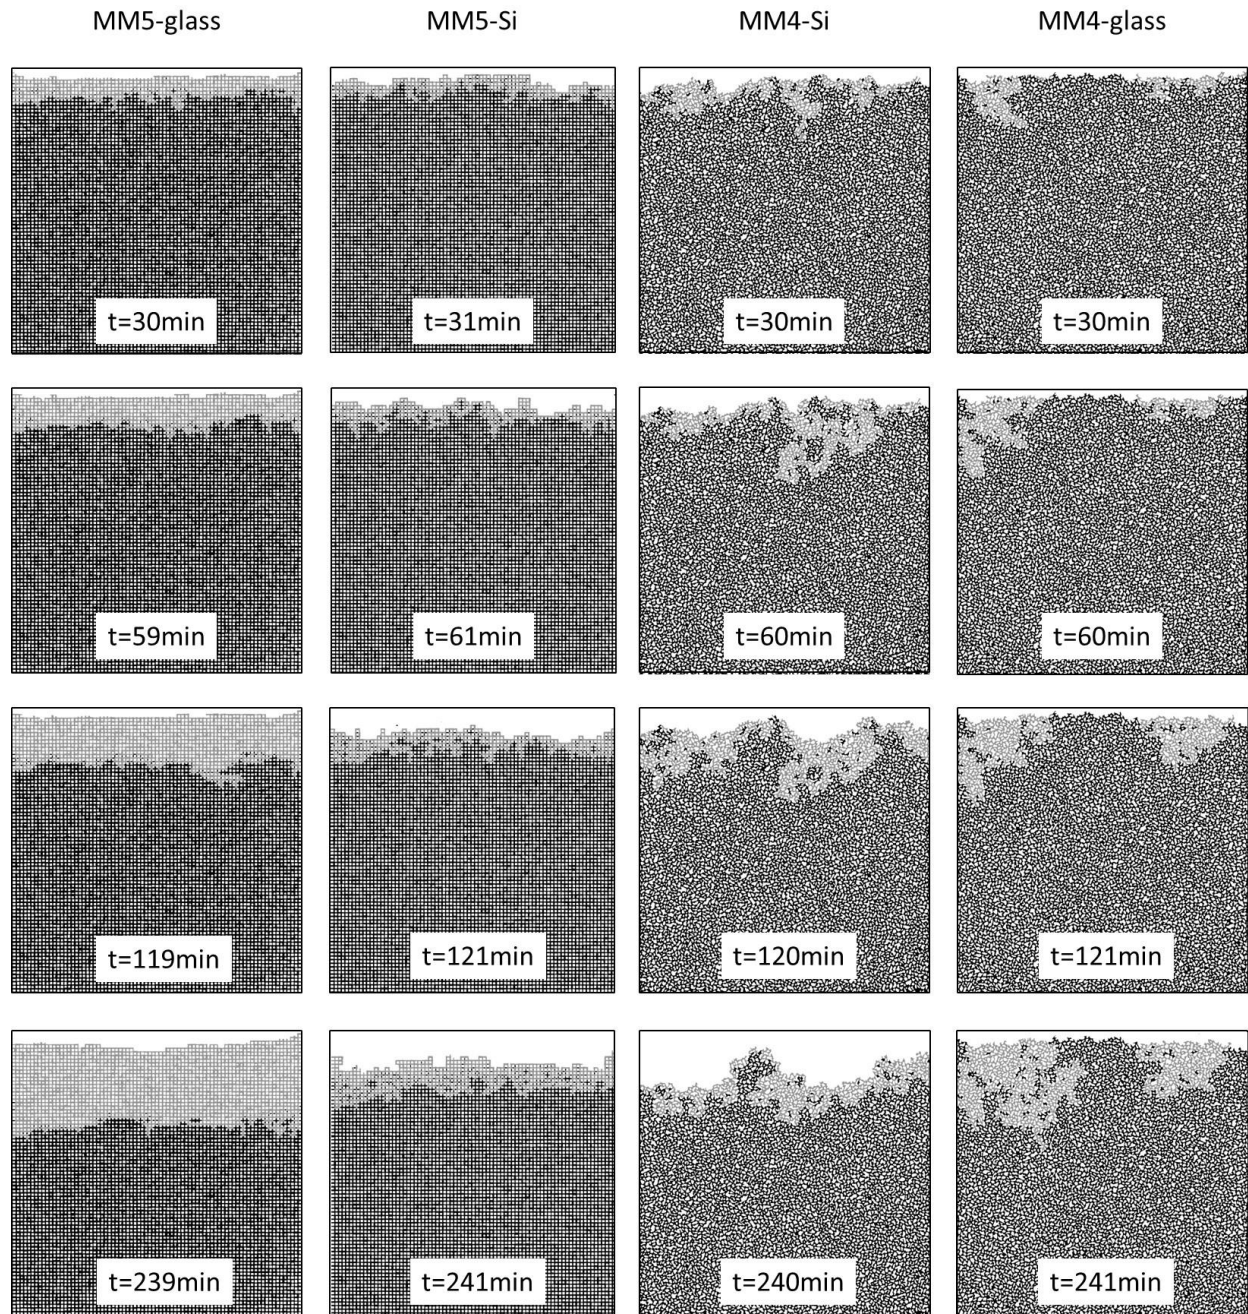 MM5-glass MM5-Si MM4-Si MM4-glass
t=30min t=31min t=30min t=30min
t=59min t=61min t=60min t=60min
t=119min t=121min t=120min t=121min
t=239min t=241min t=240min t=241min